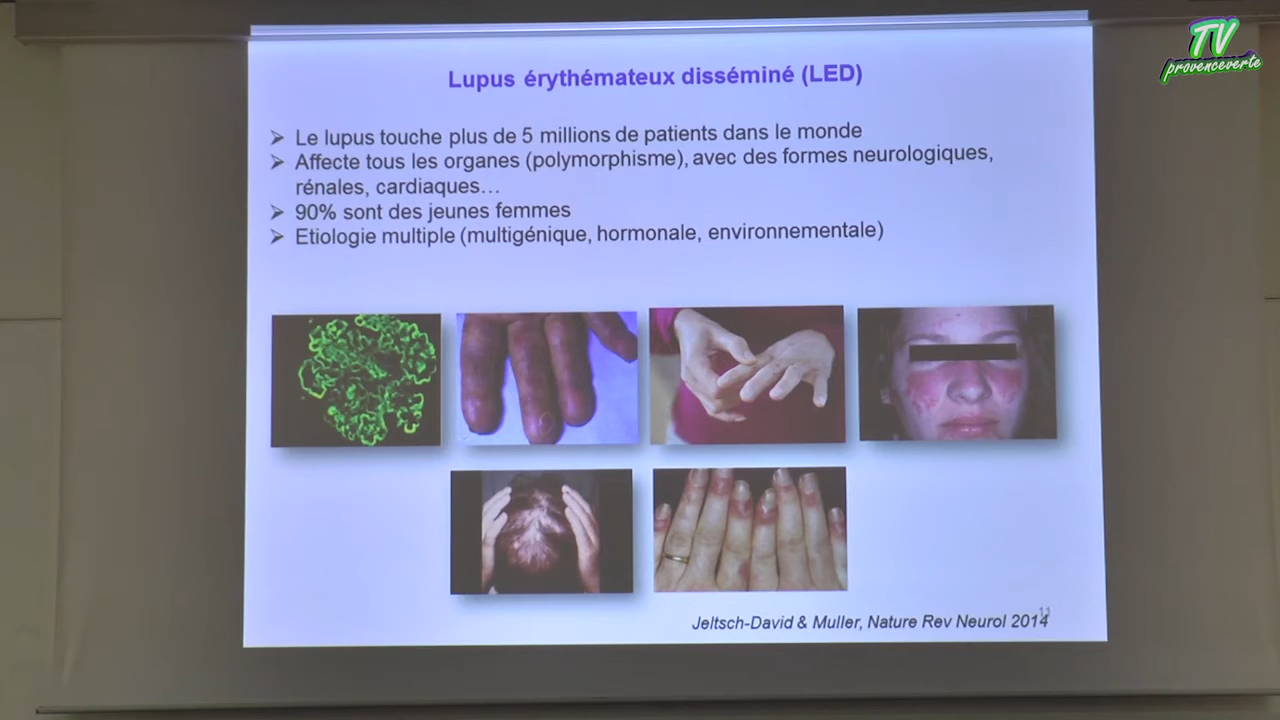 TV
provenceverte
Lupus érythémateux disséminé (LED)
Le lupus touche plus de 5 millions de patients dans le monde
Affecte tous les organes (polymorphisme), avec des formes neurologiques,
rénales, cardiaques…
90% sont des jeunes femmes
Etiologie multiple (multigénique, hormonale, environnementale)
Jeltsch-David & Muller, Nature Rev Neurol 2014
11